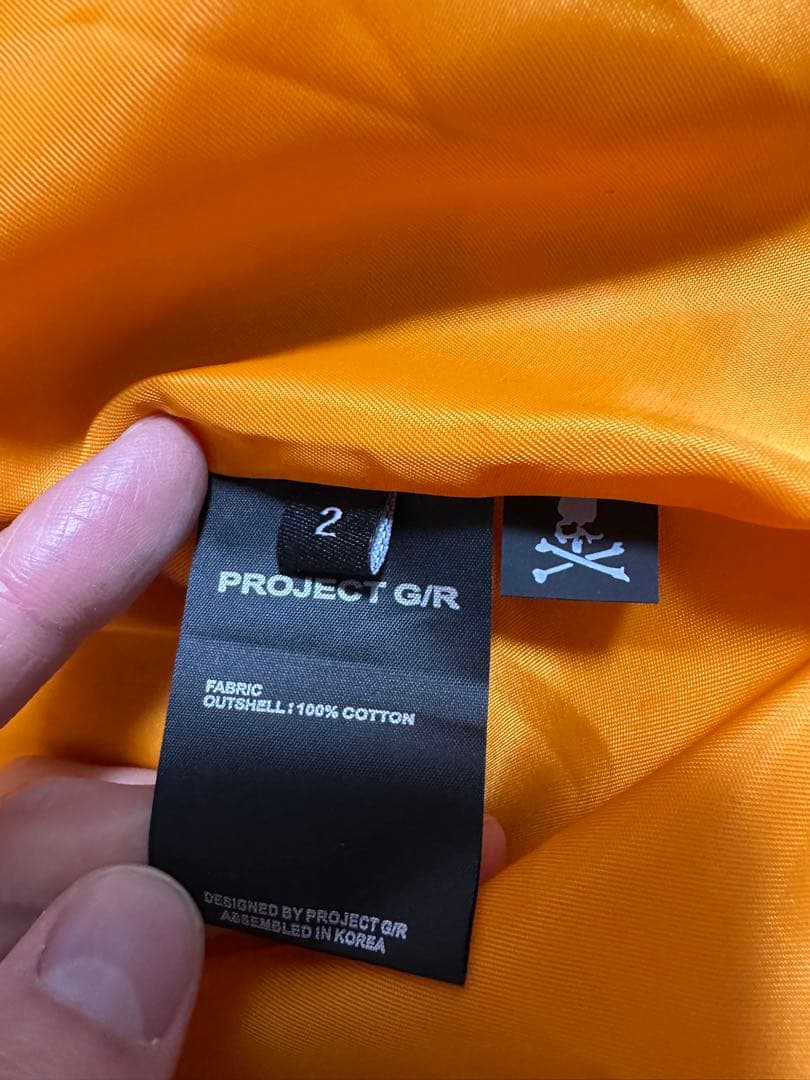 2
PROJECT G/R
FABRIC
OUTSHELL : 100% COTTON
DESIGNED BY PROJECT G/R
ASSEMBLED IN KOREA